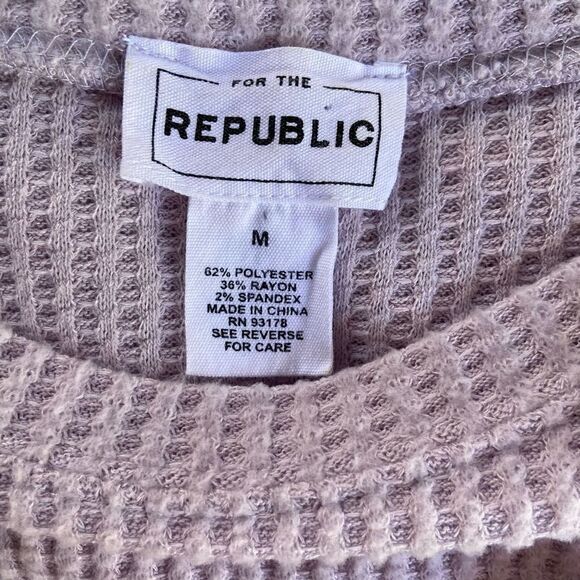 FOR THE
REPUBLIC
M
62% POLYESTER
36% RAYON
2% SPANDEX
MADE IN CHINA
RN 93178
SEE REVERSE
FOR CARE